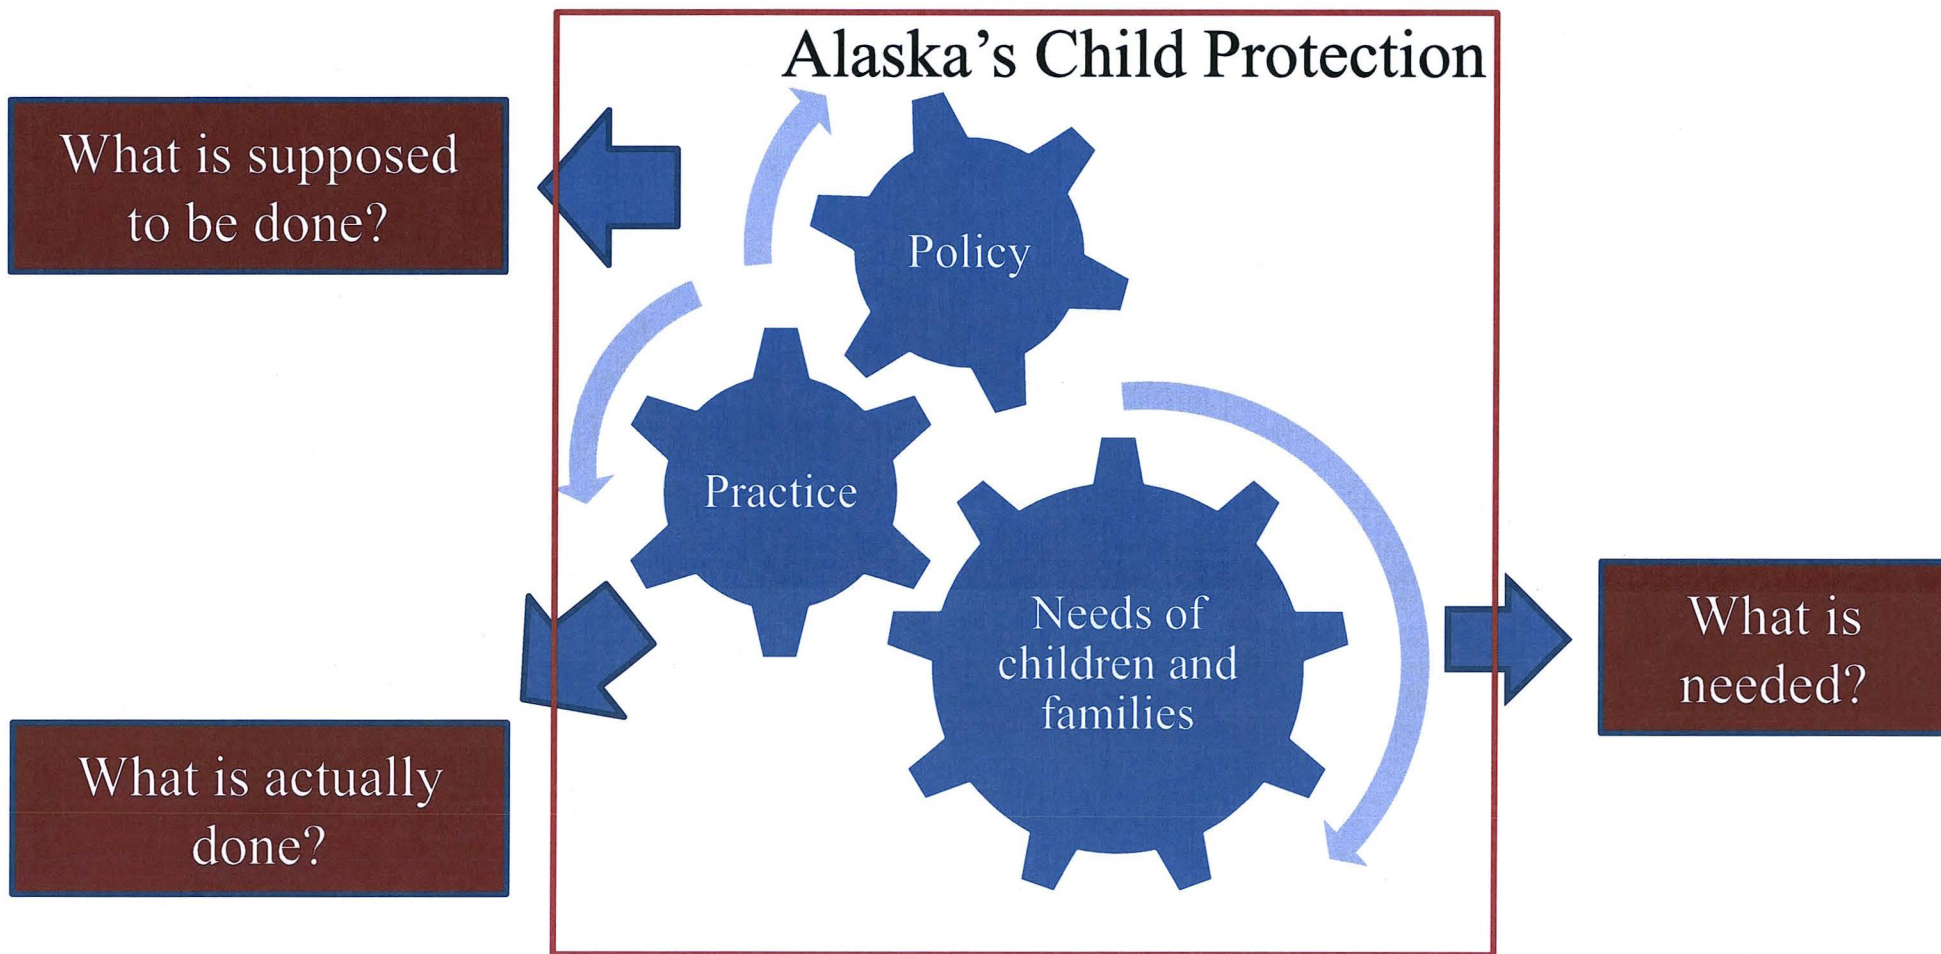 Alaska's Child Protection
What is supposed
to be done?
Policy
Practice
Needs of
children and
families
What is
needed?
What is actually
done?